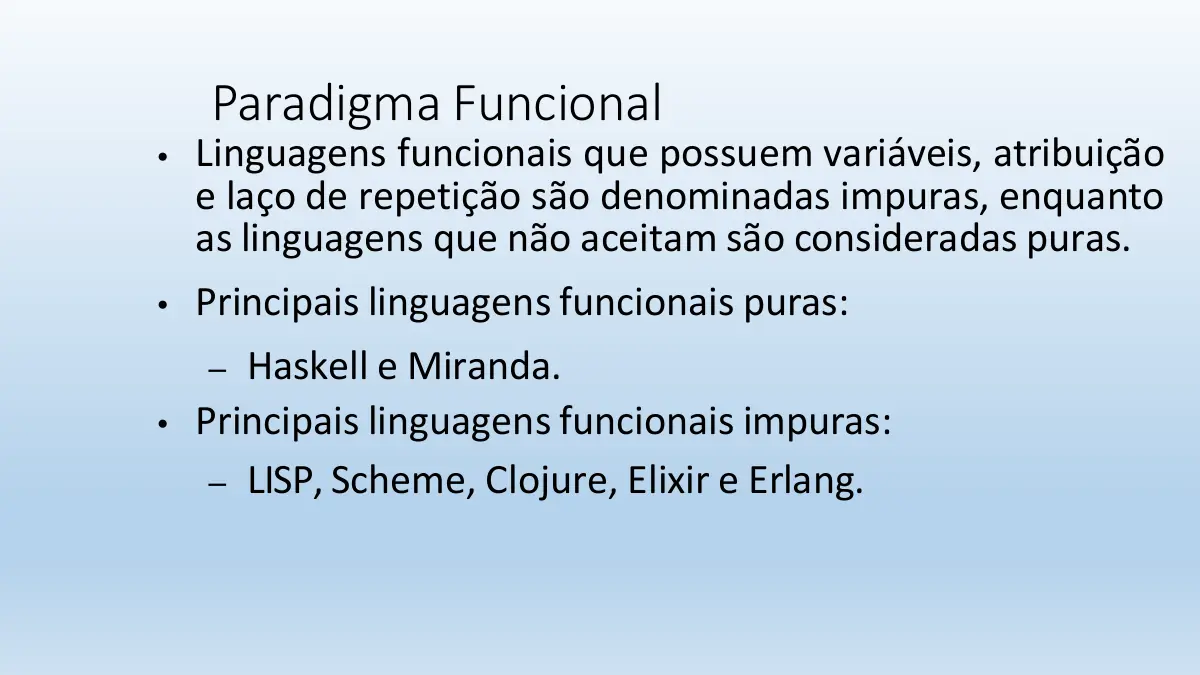 Paradigma Funcional
• Linguagens funcionais que possuem variáveis, atribuição
e laço de repetição são denominadas impuras, enquanto
as linguagens que não aceitam são consideradas puras.
• Principais linguagens funcionais puras:
– Haskell e Miranda.
• Principais linguagens funcionais impuras:
– LISP, Scheme, Clojure, Elixir e Erlang.